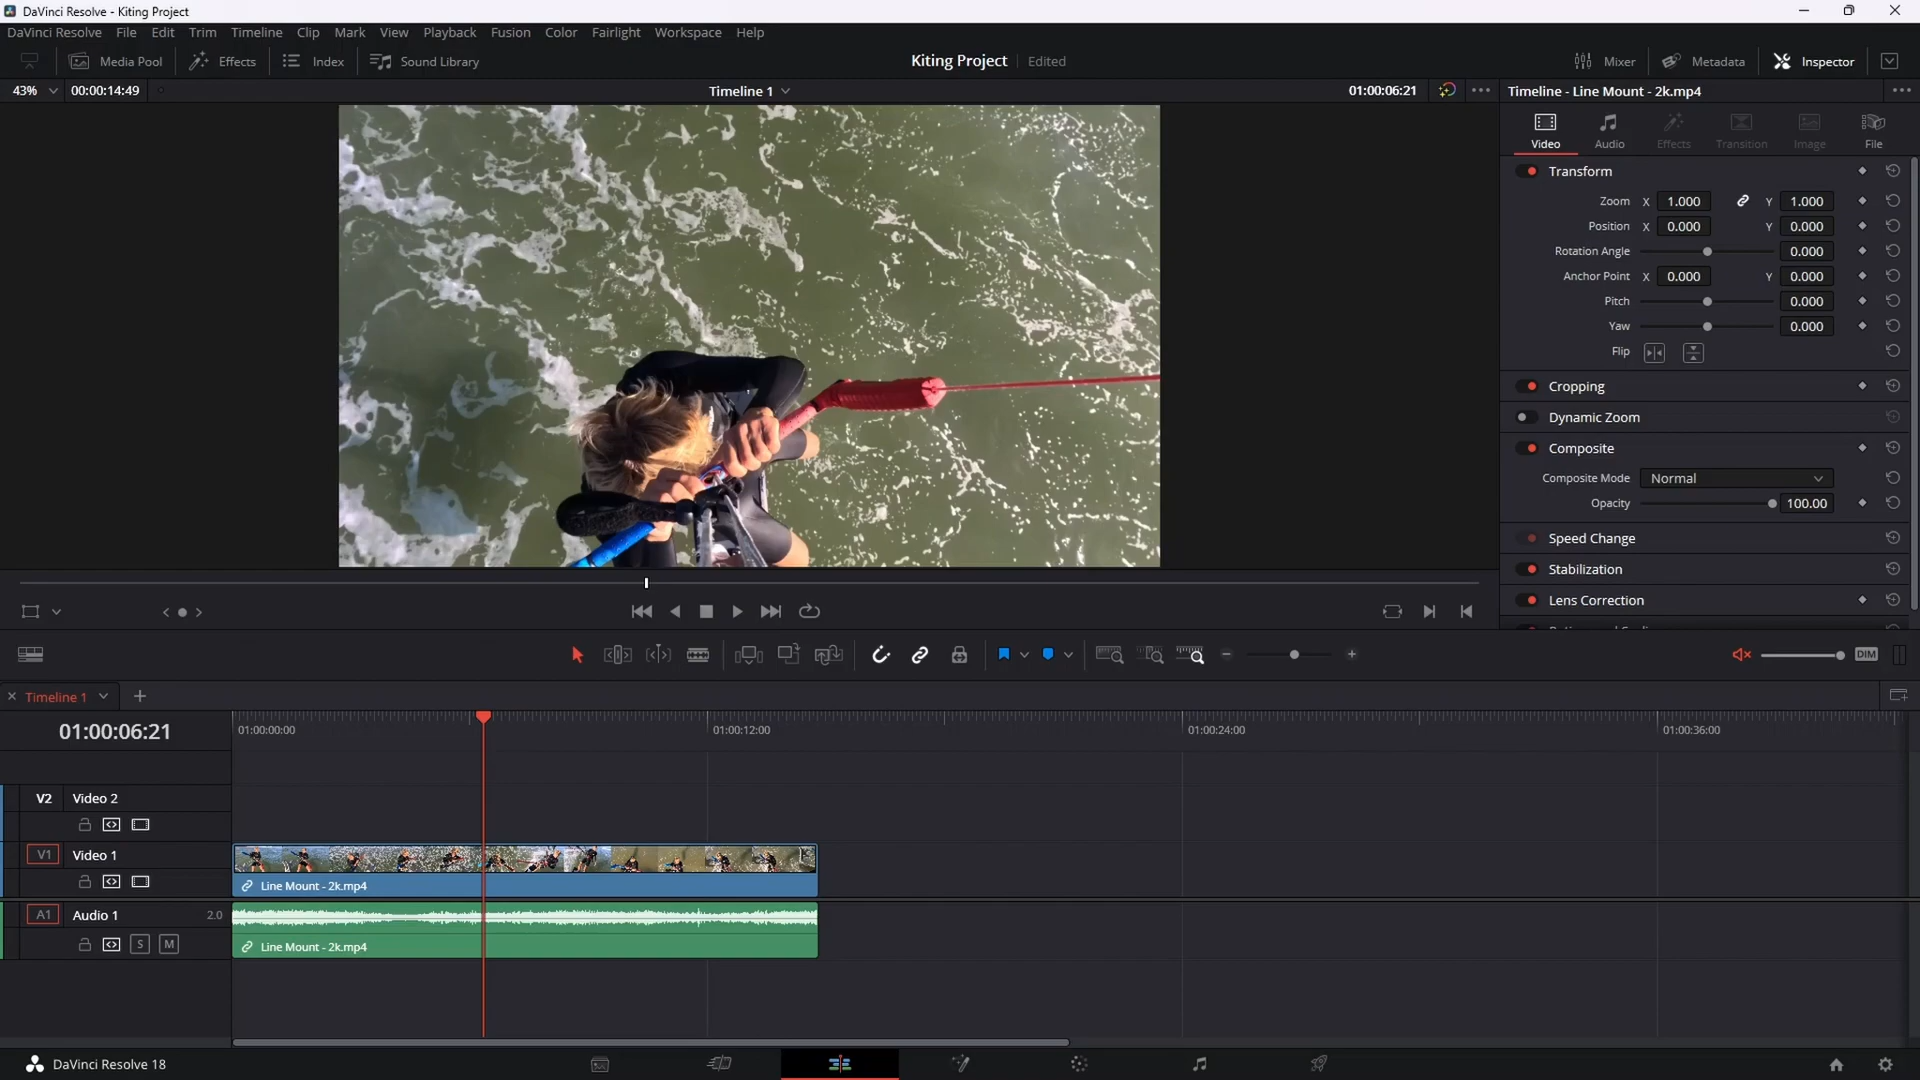 DaVinci Resolve - Kiting Project
DaVinci Resolve File Edit Trim Timeline Clip Mark View Playback Fusion Color Fairlight Workspace Help
Media Pool Effects Index Sound Library Kiting Project Edited Mixer Metadata Inspector
43% 00:00:14:49 Timeline 1 01:00:06:21 Timeline - Line Mount - 2k.mp4
Video Audio Effects Transition Image File
Transform
Zoom X 1.000 Y 1.000
Position X 0.000 Y 0.000
Rotation Angle 0.000
Anchor Point X 0.000 Y 0.000
Pitch 0.000
Yaw 0.000
Flip
Cropping
Dynamic Zoom
Composite
Composite Mode Normal
Opacity 100.00
Speed Change
Stabilization
Lens Correction
DIM
Timeline 1
01:00:06:21 01:00:00:00 01:00:12:00 01:00:24:00 01:00:36:00
V2 Video 2
V1 Video 1
Line Mount - 2k.mp4
A1 Audio 1 2.0
S M Line Mount - 2k.mp4
DaVinci Resolve 18